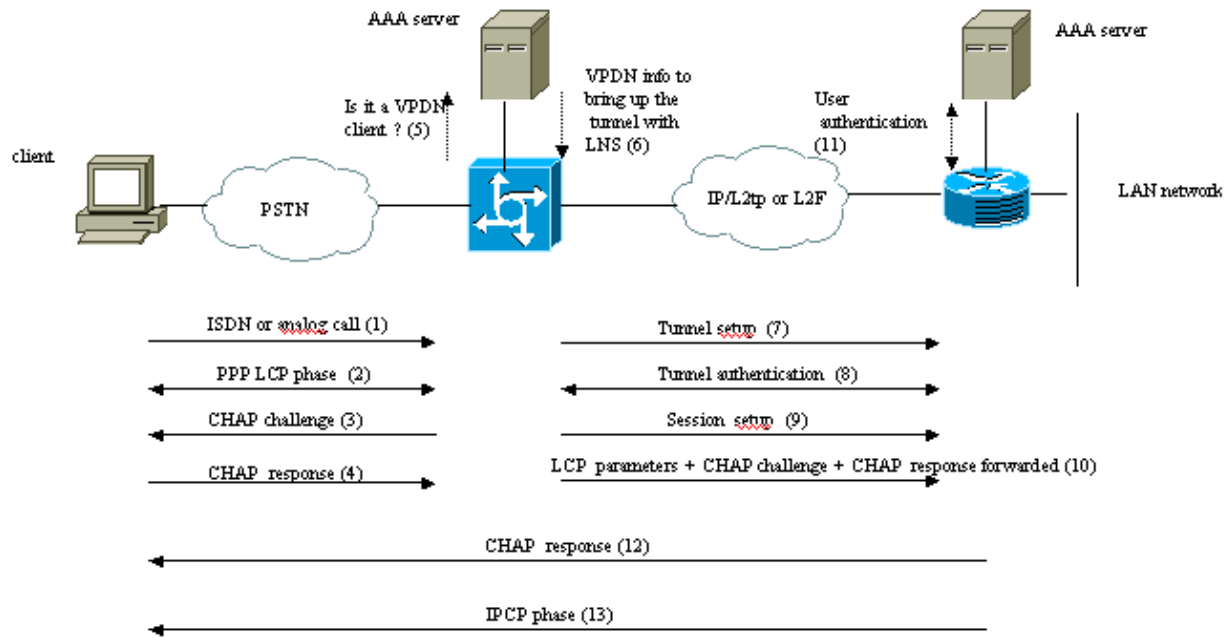 AAA server
AAA server
VPDN info to
bring up the
tunnel with
LNS (6)
Is it a VPDN
client ? (5)
User
authentication
(11)
client
PSTN
IP/L2tp or L2F
LAN network
ISDN or analog call (1)
Tunnel setup (7)
PPP LCP phase (2)
Tunnel authentication (8)
CHAP challenge (3)
Session setup (9)
LCP parameters + CHAP challenge + CHAP response forwarded (10)
CHAP response (4)
CHAP response (12)
IPCP phase (13)